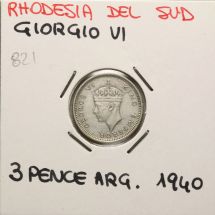 RHODESIA DEL SUD
GIORGIO VI
821
3 PENCE ARG. 1940